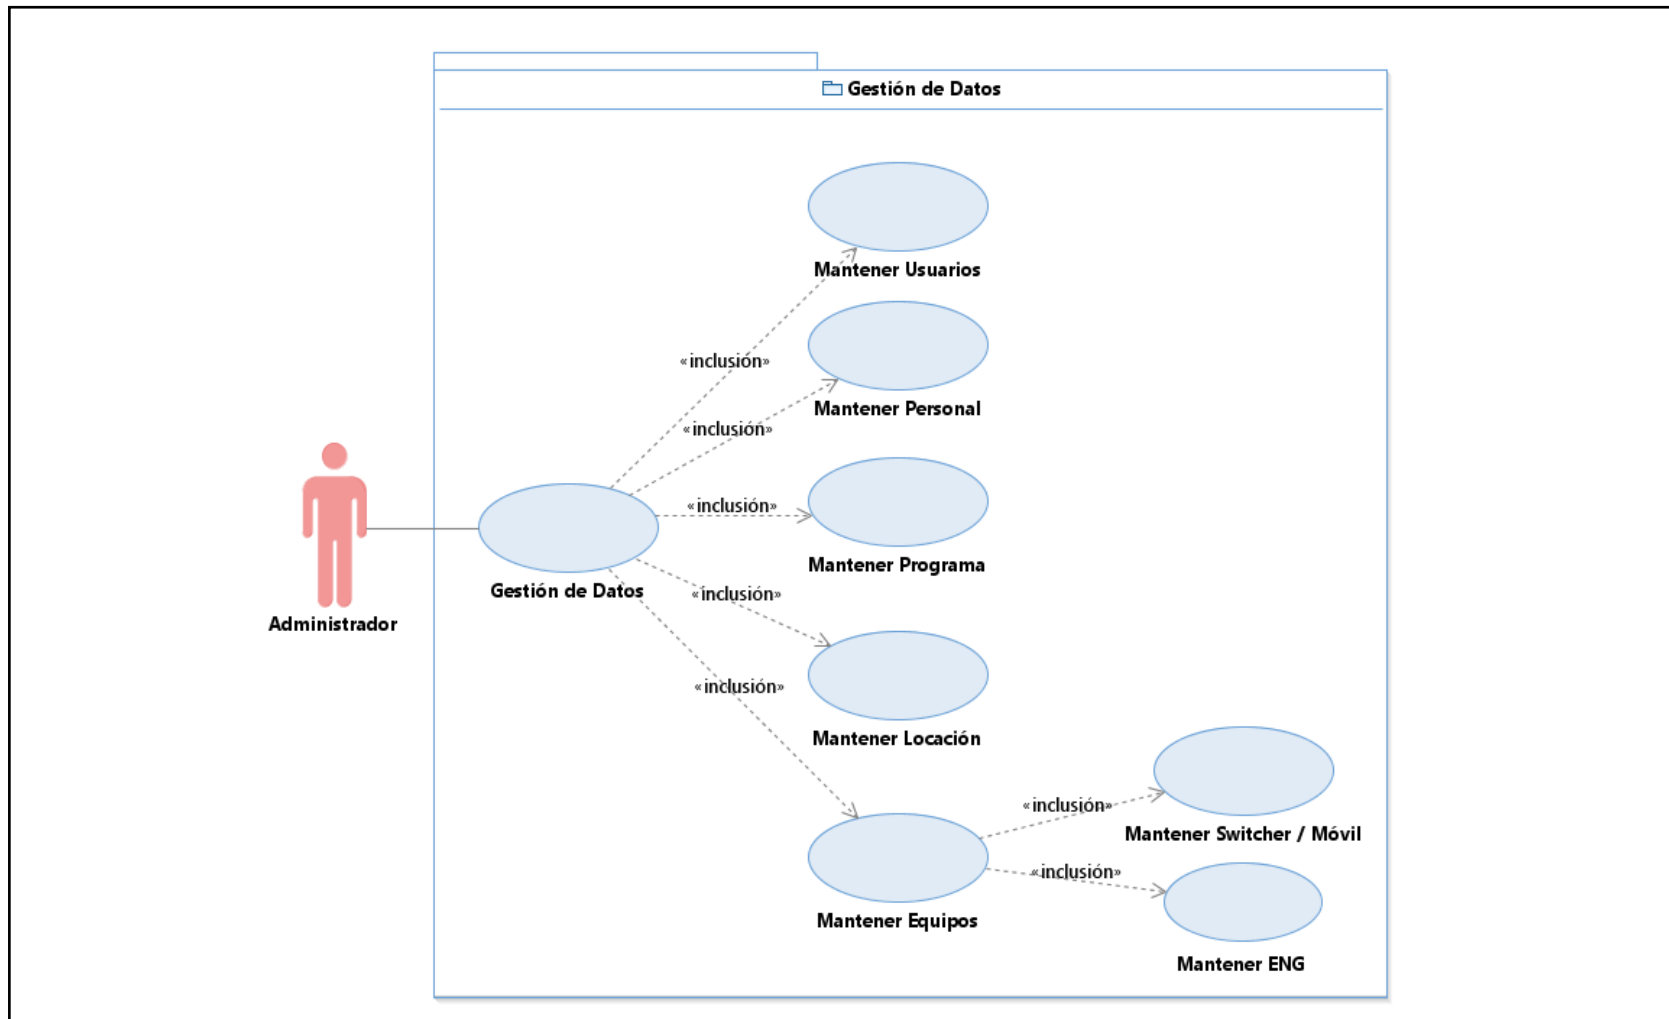 Gestión de Datos
Mantener Usuarios
«inclusión»
Mantener Personal
«inclusión»
«inclusión»
Mantener Programa
Gestión de Datos
«inclusión»
Administrador
«inclusión»
Mantener Locación
«inclusión»
Mantener Switcher / Móvil
«inclusión»
Mantener Equipos
Mantener ENG